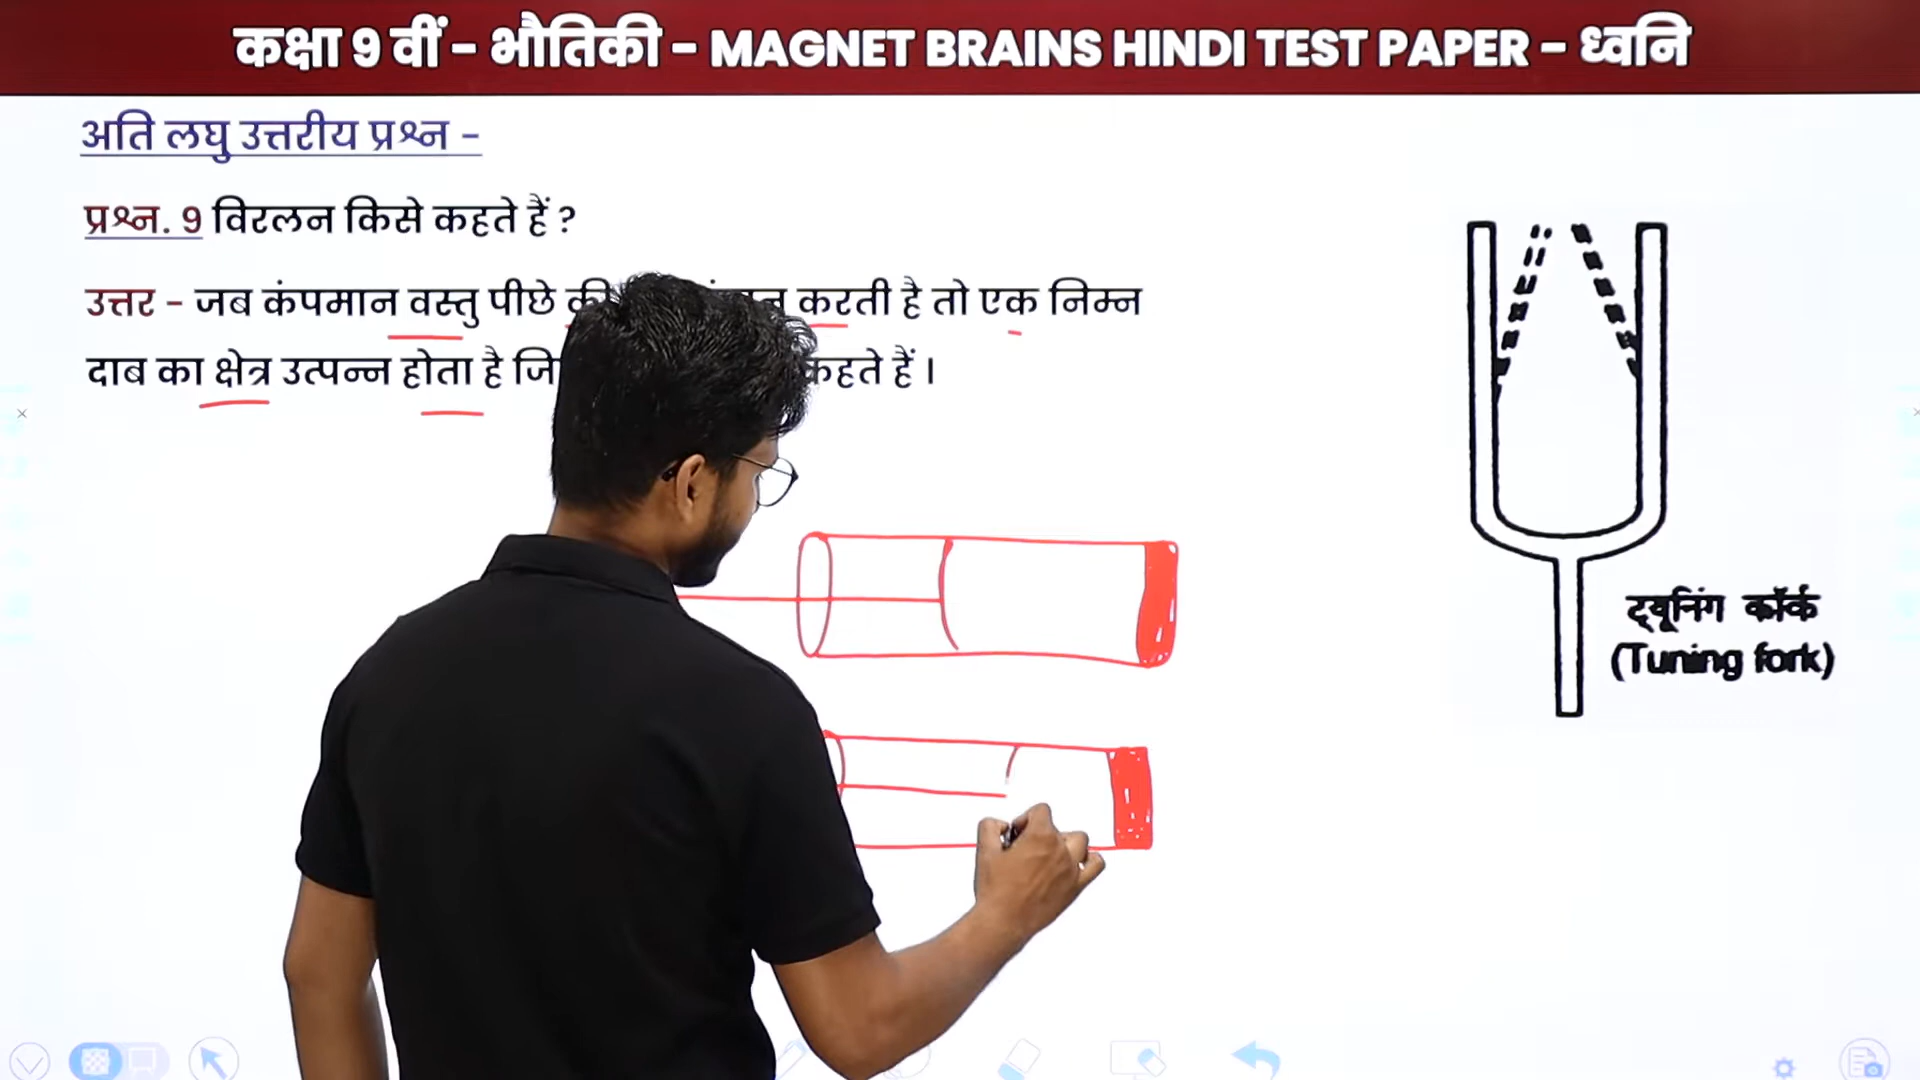 कक्षा 9 वीं - भौतिकी - MAGNET BRAINS HINDI TEST PAPER - ध्वनि
अति लघु उत्तरीय प्रश्न -
प्रश्न. 9 विरलन किसे कहते हैं ?
उत्तर - जब कंपमान वस्तु पीछे करती है तो एक निम्न
दाब का क्षेत्र उत्पन्न होता है कहते हैं ।
ट्यूनिंग कॉर्क
(Tuning fork)